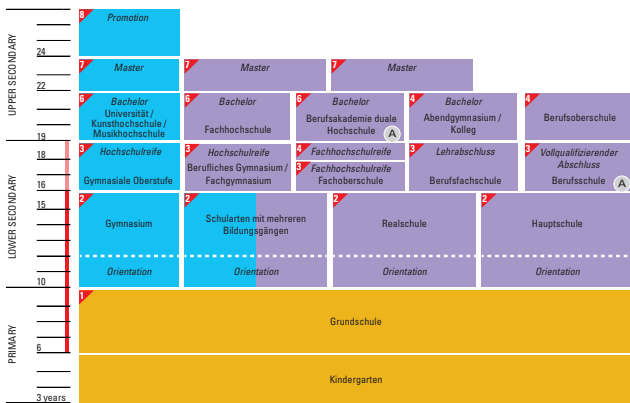 UPPER SECONDARY
LOWER SECONDARY
PRIMARY
24
22
19
18
16
15
10
6
3 years
8
Promotion
7
Master
7
Master
7
Master
6
Bachelor
Universität /
Kunsthochschule /
Musikhochschule
6
Bachelor
Fachhochschule
6
Bachelor
Berufsakademie duale
Hochschule
A
4
Bachelor
Abendgymnasium /
Kolleg
4
Berufsoberschule
3
Hochschulreife
Gymnasiale Oberstufe
3
Hochschulreife
Berufliches Gymnasium /
Fachgymnasium
4
Fachhochschulreife
3
Fachhochschulreife
Fachoberschule
3
Lehrabschluss
Berufsfachschule
3
Vollqualifizierender
Abschluss
Berufsschule
A
2
Gymnasium
Orientation
2
Schularten mit mehreren
Bildungsgängen
Orientation
2
Realschule
Orientation
2
Hauptschule
Orientation
1
Grundschule
Kindergarten